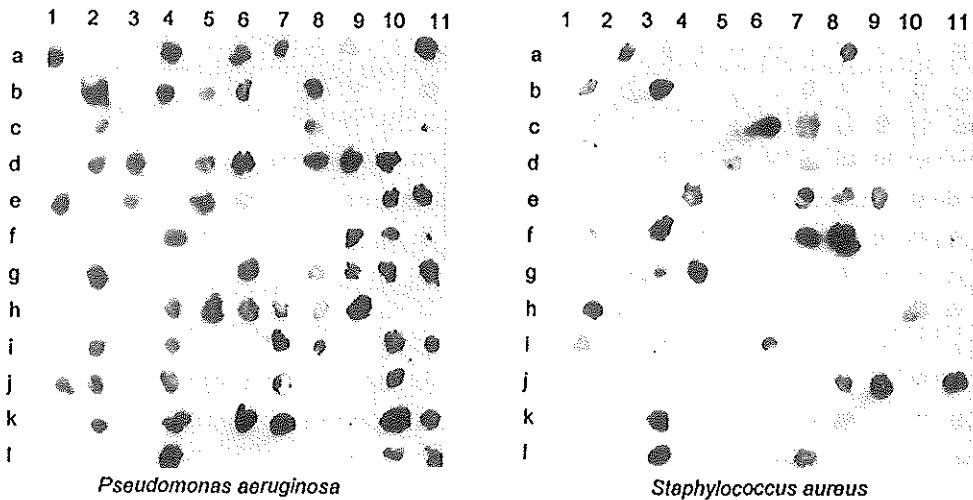 1 2 3 4 5 6 7 8 9 10 11
a
b
c
d
e
f
g
h
i
j
k
l
Pseudomonas aeruginosa
1 2 3 4 5 6 7 8 9 10 11
a
b
c
d
e
f
g
h
i
j
k
l
Staphylococcus aureus